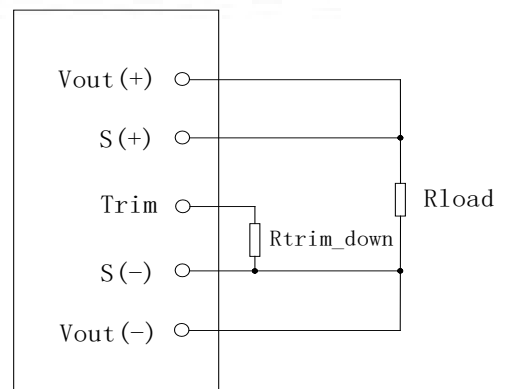 Vout(+)
S(+)
Trim
Rload
Rtrim_down
S(-)
Vout(-)